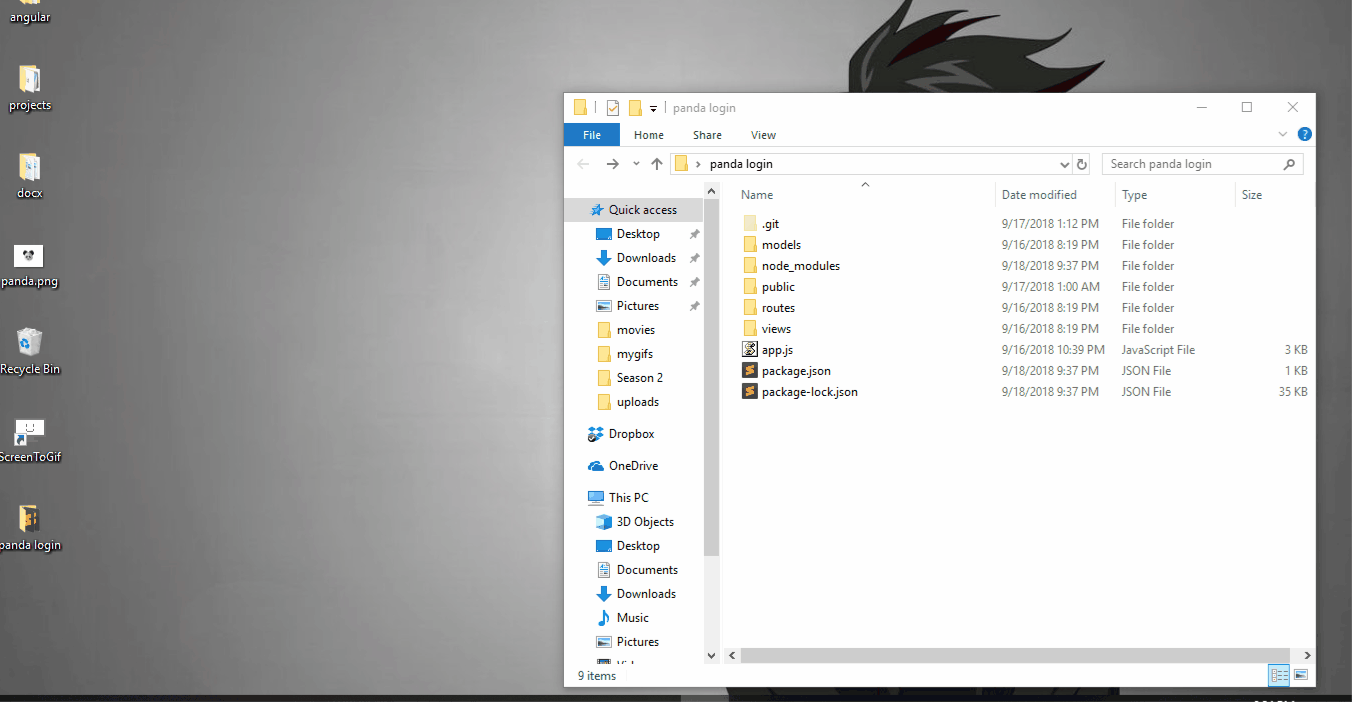 angular
projects
docx
panda.png
Recycle Bin
ScreenToGif
panda login
panda login
File Home Share View
panda login
Search panda login
Name Date modified Type Size
Quick access
Desktop
Downloads
Documents
Pictures
movies
mygifs
Season 2
uploads
Dropbox
OneDrive
This PC
3D Objects
Desktop
Documents
Downloads
Music
Pictures
.git 9/17/2018 1:12 PM File folder
models 9/16/2018 8:19 PM File folder
node_modules 9/18/2018 9:37 PM File folder
public 9/17/2018 1:00 AM File folder
routes 9/16/2018 8:19 PM File folder
views 9/16/2018 8:19 PM File folder
app.js 9/16/2018 10:39 PM JavaScript File 3 KB
package.json 9/18/2018 9:37 PM JSON File 1 KB
package-lock.json 9/18/2018 9:37 PM JSON File 35 KB
9 items